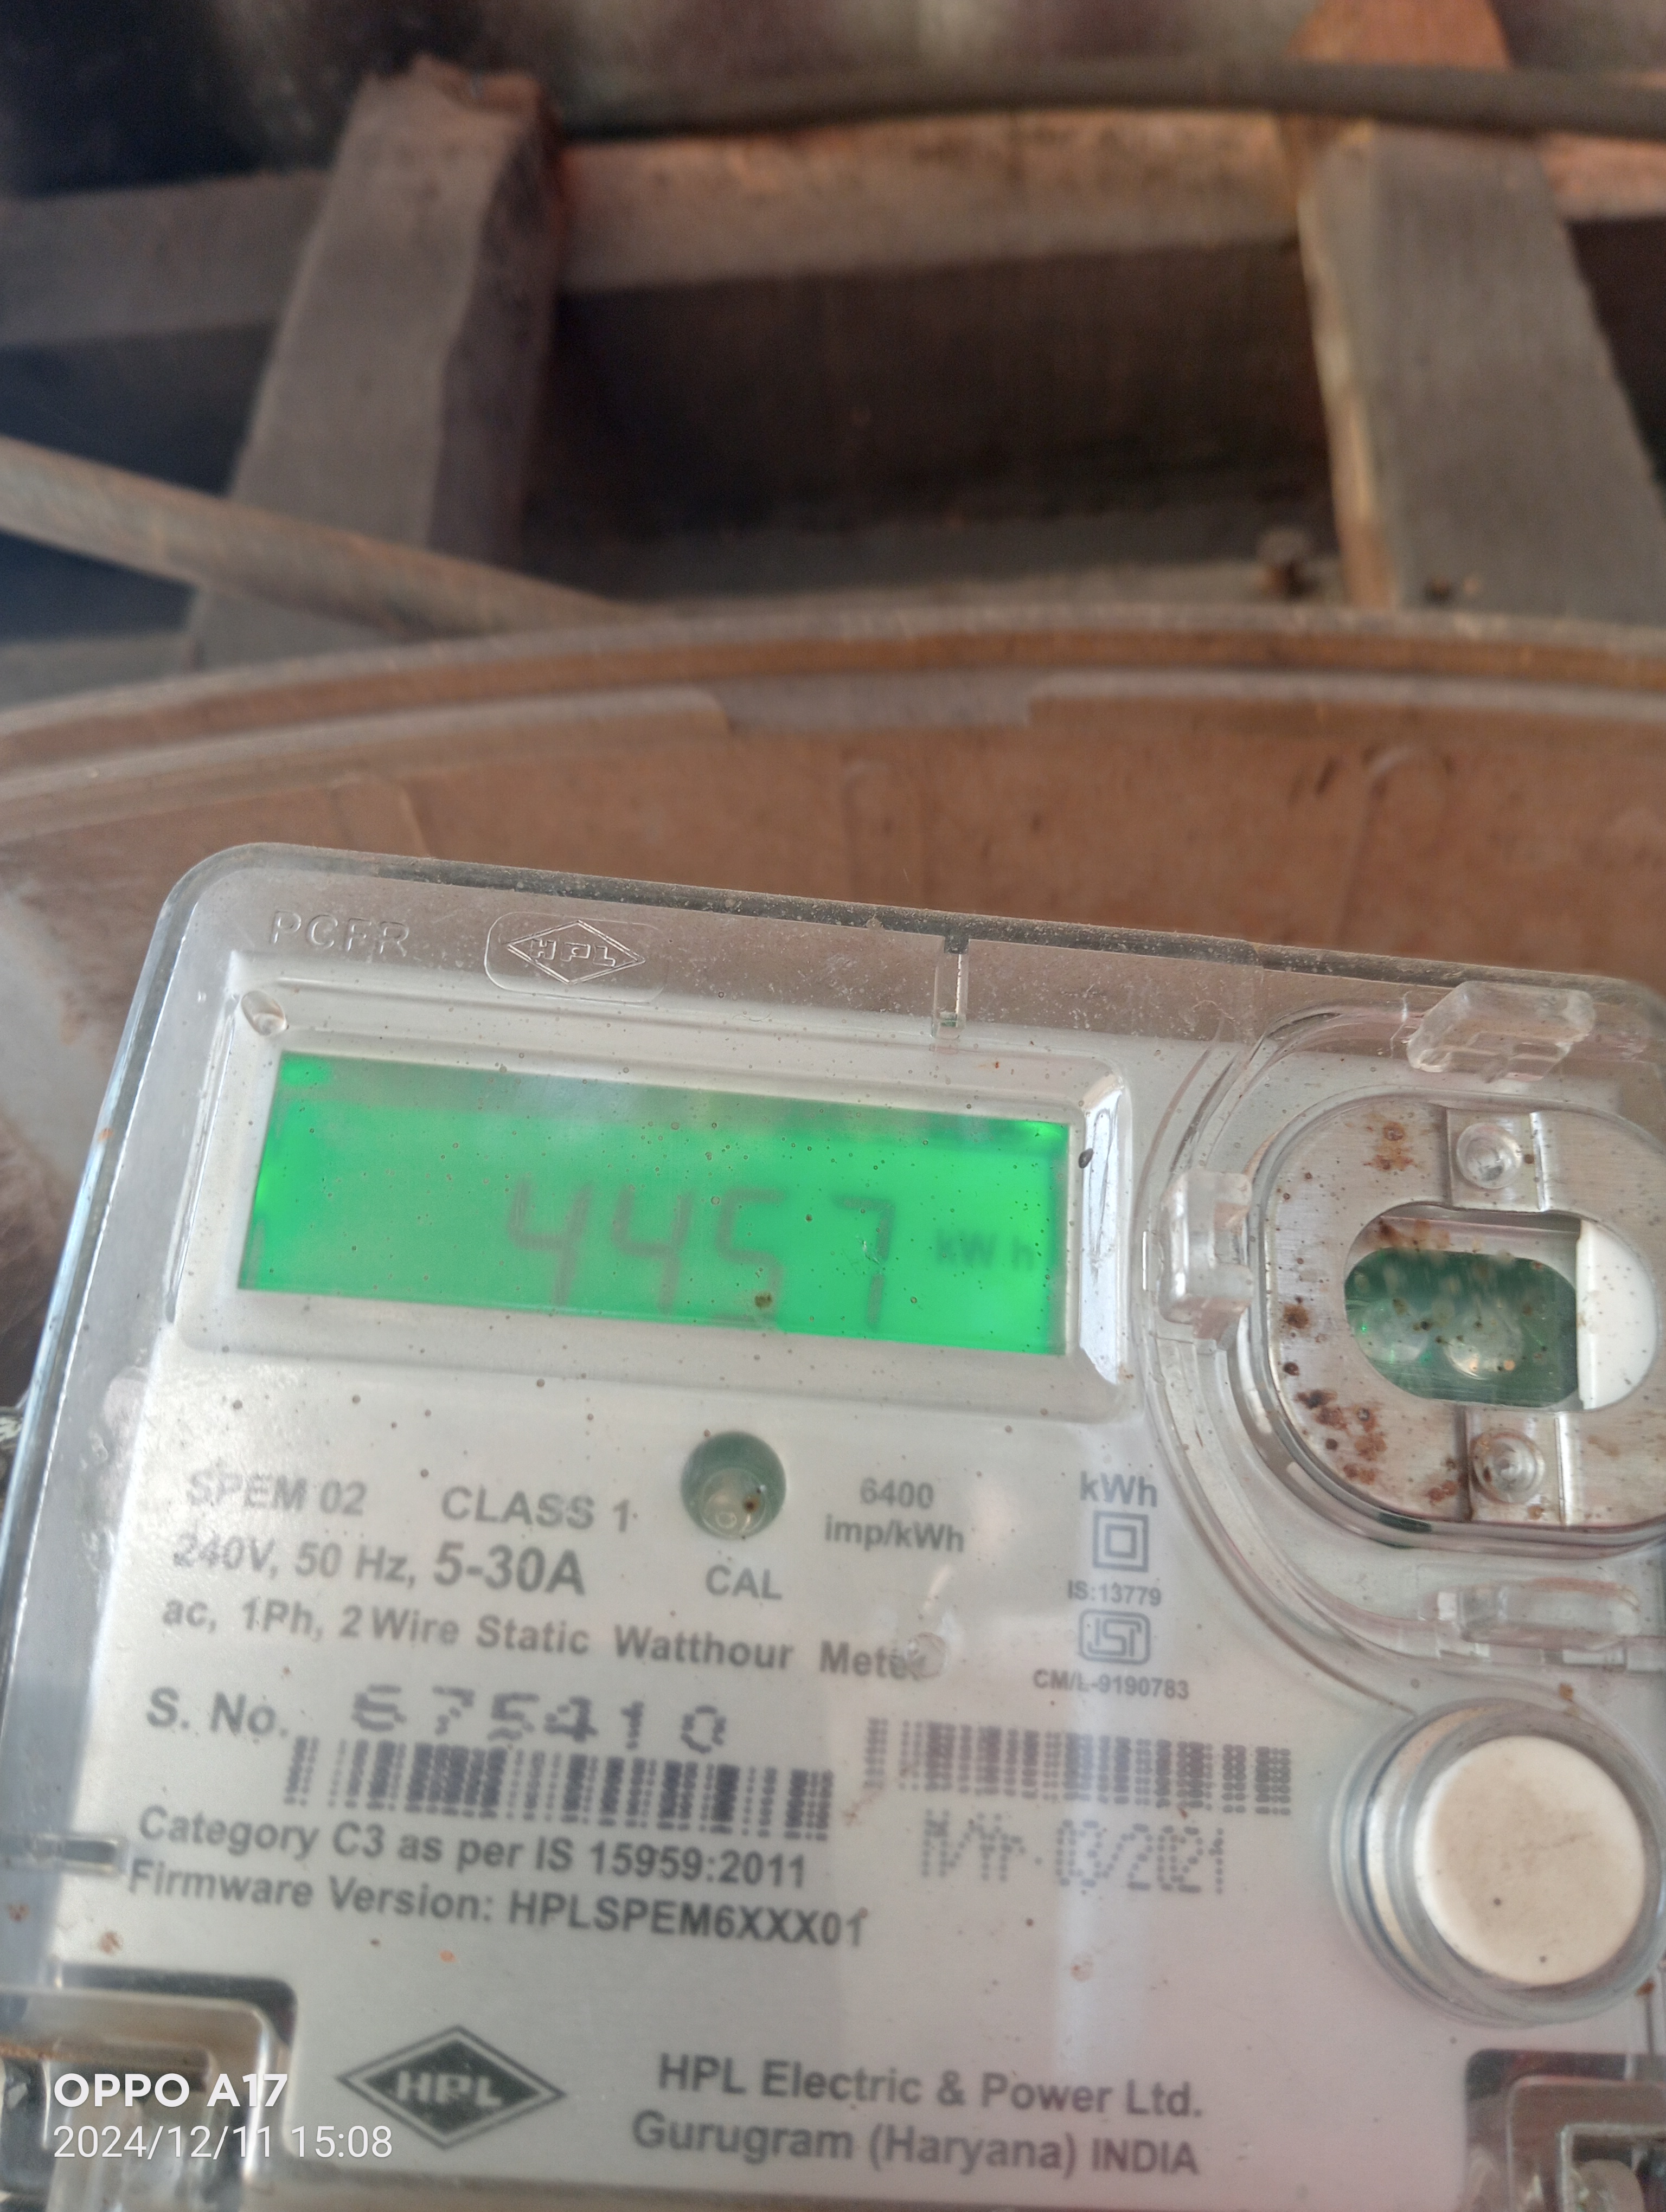 PCFR
HPL
4457 kWh
SPEM 02 CLASS 1
6400
imp/kWh
kWh
240V, 50 Hz, 5-30A
CAL
IS:13779
ac, 1Ph, 2 Wire Static Watthour Meter
ISI
CM/L-9190783
S. No. 675410
Category C3 as per IS 15959:2011
Firmware Version: HPLSPEM6XXX01
HPL
HPL Electric & Power Ltd.
Gurugram (Haryana) INDIA
OPPO A17
2024/12/11 15:08